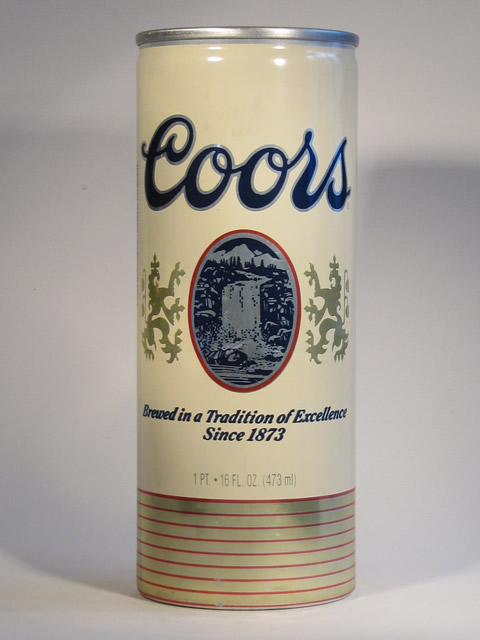 Coors
Brewed in a Tradition of Excellence
Since 1873
1 PT. • 16 FL. OZ. (473 ml)